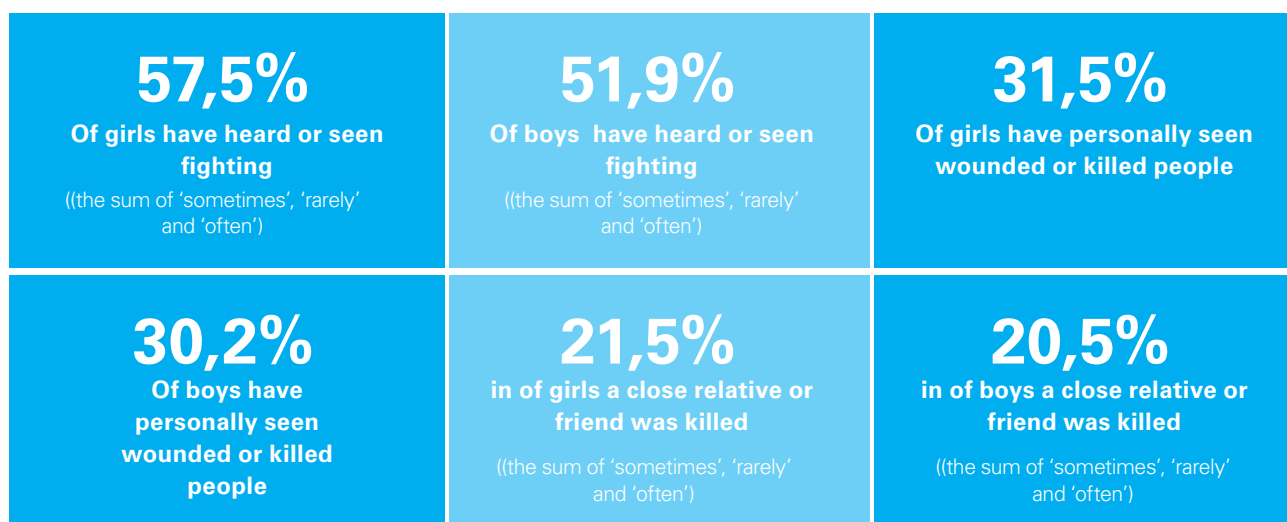 57,5%
Of girls have heard or seen
fighting
((the sum of ‘sometimes’, ‘rarely’
and ‘often’)
51,9%
Of boys  have heard or seen
fighting
((the sum of ‘sometimes’, ‘rarely’
and ‘often’)
31,5%
Of girls have personally seen
wounded or killed people
30,2%
Of boys have
personally seen
wounded or killed
people
21,5%
in of girls a close relative or
friend was killed
((the sum of ‘sometimes’, ‘rarely’
and ‘often’)
20,5%
in of boys a close relative or
friend was killed
((the sum of ‘sometimes’, ‘rarely’
and ‘often’)